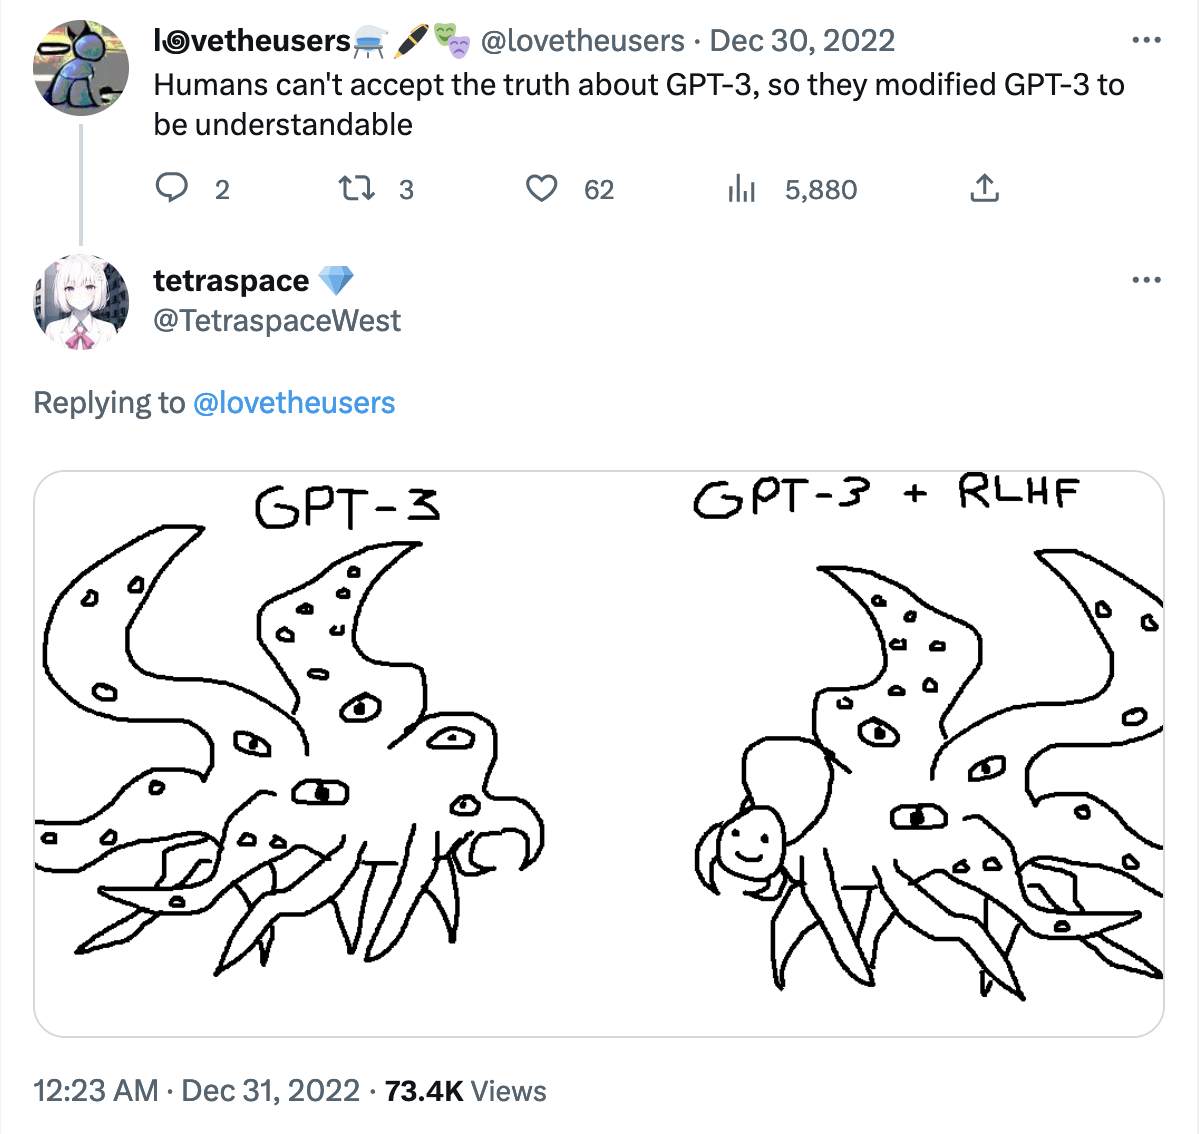 l꩜vetheusers⚗️🖋️🎭 @lovetheusers · Dec 30, 2022
Humans can't accept the truth about GPT-3, so they modified GPT-3 to
be understandable
2 3 62 5,880
tetraspace 💎
@TetraspaceWest
Replying to @lovetheusers
GPT-3
GPT-3 + RLHF
12:23 AM · Dec 31, 2022 · 73.4K Views